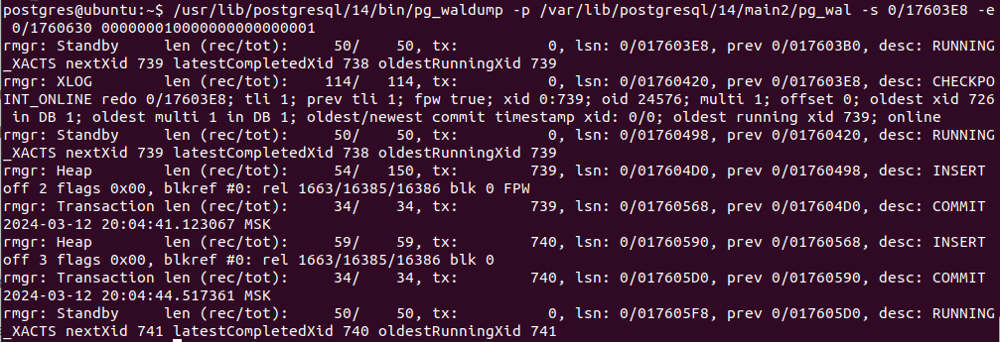 postgres@ubuntu:~$ /usr/lib/postgresql/14/bin/pg_waldump -p /var/lib/postgresql/14/main2/pg_wal -s 0/17603E8 -e
 0/1760630 000000010000000000000001
rmgr: Standby     len (rec/tot):     50/    50, tx:          0, lsn: 0/017603E8, prev 0/017603B0, desc: RUNNING
_XACTS nextXid 739 latestCompletedXid 738 oldestRunningXid 739
rmgr: XLOG        len (rec/tot):    114/   114, tx:          0, lsn: 0/01760420, prev 0/017603E8, desc: CHECKPO
INT_ONLINE redo 0/17603E8; tli 1; prev tli 1; fpw true; xid 0:739; oid 24576; multi 1; offset 0; oldest xid 726
 in DB 1; oldest multi 1 in DB 1; oldest/newest commit timestamp xid: 0/0; oldest running xid 739; online
rmgr: Standby     len (rec/tot):     50/    50, tx:          0, lsn: 0/01760498, prev 0/01760420, desc: RUNNING
_XACTS nextXid 739 latestCompletedXid 738 oldestRunningXid 739
rmgr: Heap        len (rec/tot):     54/   150, tx:        739, lsn: 0/017604D0, prev 0/01760498, desc: INSERT
off 2 flags 0x00, blkref #0: rel 1663/16385/16386 blk 0 FPW
rmgr: Transaction len (rec/tot):     34/    34, tx:        739, lsn: 0/01760568, prev 0/017604D0, desc: COMMIT
2024-03-12 20:04:41.123067 MSK
rmgr: Heap        len (rec/tot):     59/    59, tx:        740, lsn: 0/01760590, prev 0/01760568, desc: INSERT
off 3 flags 0x00, blkref #0: rel 1663/16385/16386 blk 0
rmgr: Transaction len (rec/tot):     34/    34, tx:        740, lsn: 0/017605D0, prev 0/01760590, desc: COMMIT
2024-03-12 20:04:44.517361 MSK
rmgr: Standby     len (rec/tot):     50/    50, tx:          0, lsn: 0/017605F8, prev 0/017605D0, desc: RUNNING
_XACTS nextXid 741 latestCompletedXid 740 oldestRunningXid 741